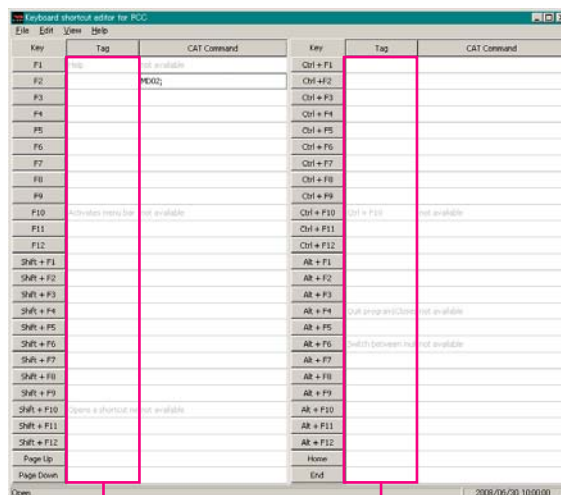 Keyboard shortcut editor for PCC
File Edit View Help
Key Tag CAT Command Key Tag CAT Command
F1 Help not available Ctrl + F1
F2 MD02; Ctrl +F2
F3 Ctrl + F3
F4 Ctrl + F4
F5 Ctrl + F5
F6 Ctrl + F6
F7 Ctrl + F7
F8 Ctrl + F8
F9 Ctrl + F9
F10 Activates menu bar not available Ctrl + F10 Ctrl + F10 not available
F11 Ctrl + F11
F12 Ctrl + F12
Shift + F1 Alt + F1
Shift + F2 Alt + F2
Shift + F3 Alt + F3
Shift + F4 Alt + F4 Quit program(Close not available
Shift + F5 Alt + F5
Shift + F6 Alt + F6 Switch between not available
Shift + F7 Alt + F7
Shift + F8 Alt + F8
Shift + F9 Alt + F9
Shift + F10 Opens a shortcut not available Alt + F10
Shift + F11 Alt + F11
Shift + F12 Alt + F12
Page Up Home
Page Down End
Open 2008/06/30 10:00:00